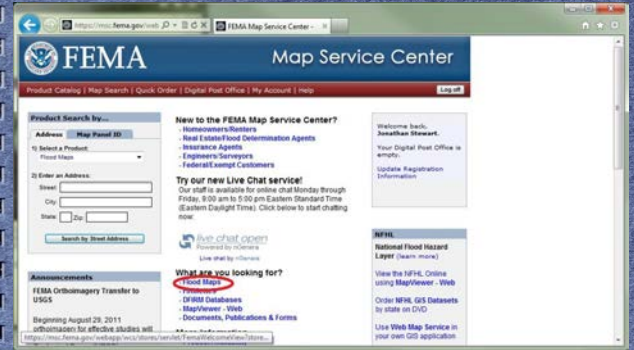 https://msc.fema.gov/web
FEMA Map Service Center -
FEMA
Map Service Center
Product Catalog | Map Search | Quick Order | Digital Post Office | My Account | Help
Log off
Product Search by...
Address
Map Panel ID
1) Select a Product:
Flood Maps
2) Enter an Address:
Street:
City:
State:
Zip:
Search by Street Address
Announcements
FEMA Orthoimagery Transfer to
USGS
Beginning August 29, 2011
orthoimagery for effective studies will
New to the FEMA Map Service Center?
- Homeowners/Renters
- Real Estate/Flood Determination Agents
- Insurance Agents
- Engineers/Surveyors
- Federal/Exempt Customers
Try our new Live Chat service!
Our staff is available for online chat Monday through
Friday, 8:00 am to 5:00 pm Eastern Standard Time
(Eastern Daylight Time). Click below to start chatting
now:
live chat open
Powered by nGenera
Live chat by nGenera
What are you looking for?
- Flood Maps
- DFIRM Databases
- MapViewer - Web
- Documents, Publications & Forms
Welcome back,
Jonathan Stewart.
Your Digital Post Office is
empty.
Update Registration
Information
NFHL
National Flood Hazard
Layer (learn more)
View the NFHL Online
using MapViewer - Web
Order NFHL GIS Datasets
by state on DVD
Use Web Map Service in
your own GIS application
https://msc.fema.gov/webapp/wcs/stores/servlet/FemaWelcomeView?store...